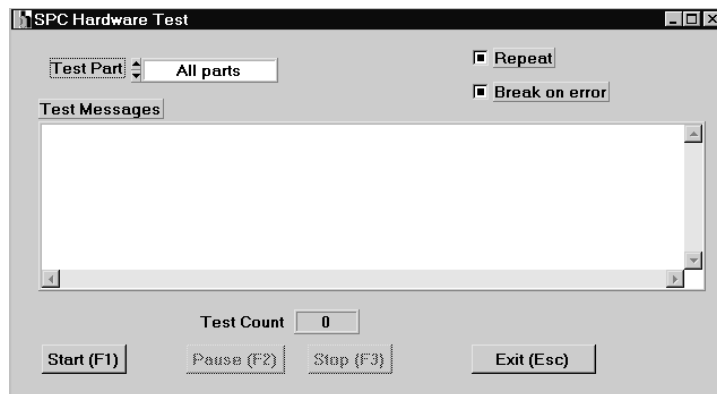 SPC Hardware Test
Test Part All parts
Repeat
Break on error
Test Messages
Test Count 0
Start (F1) Pause (F2) Stop (F3) Exit (Esc)